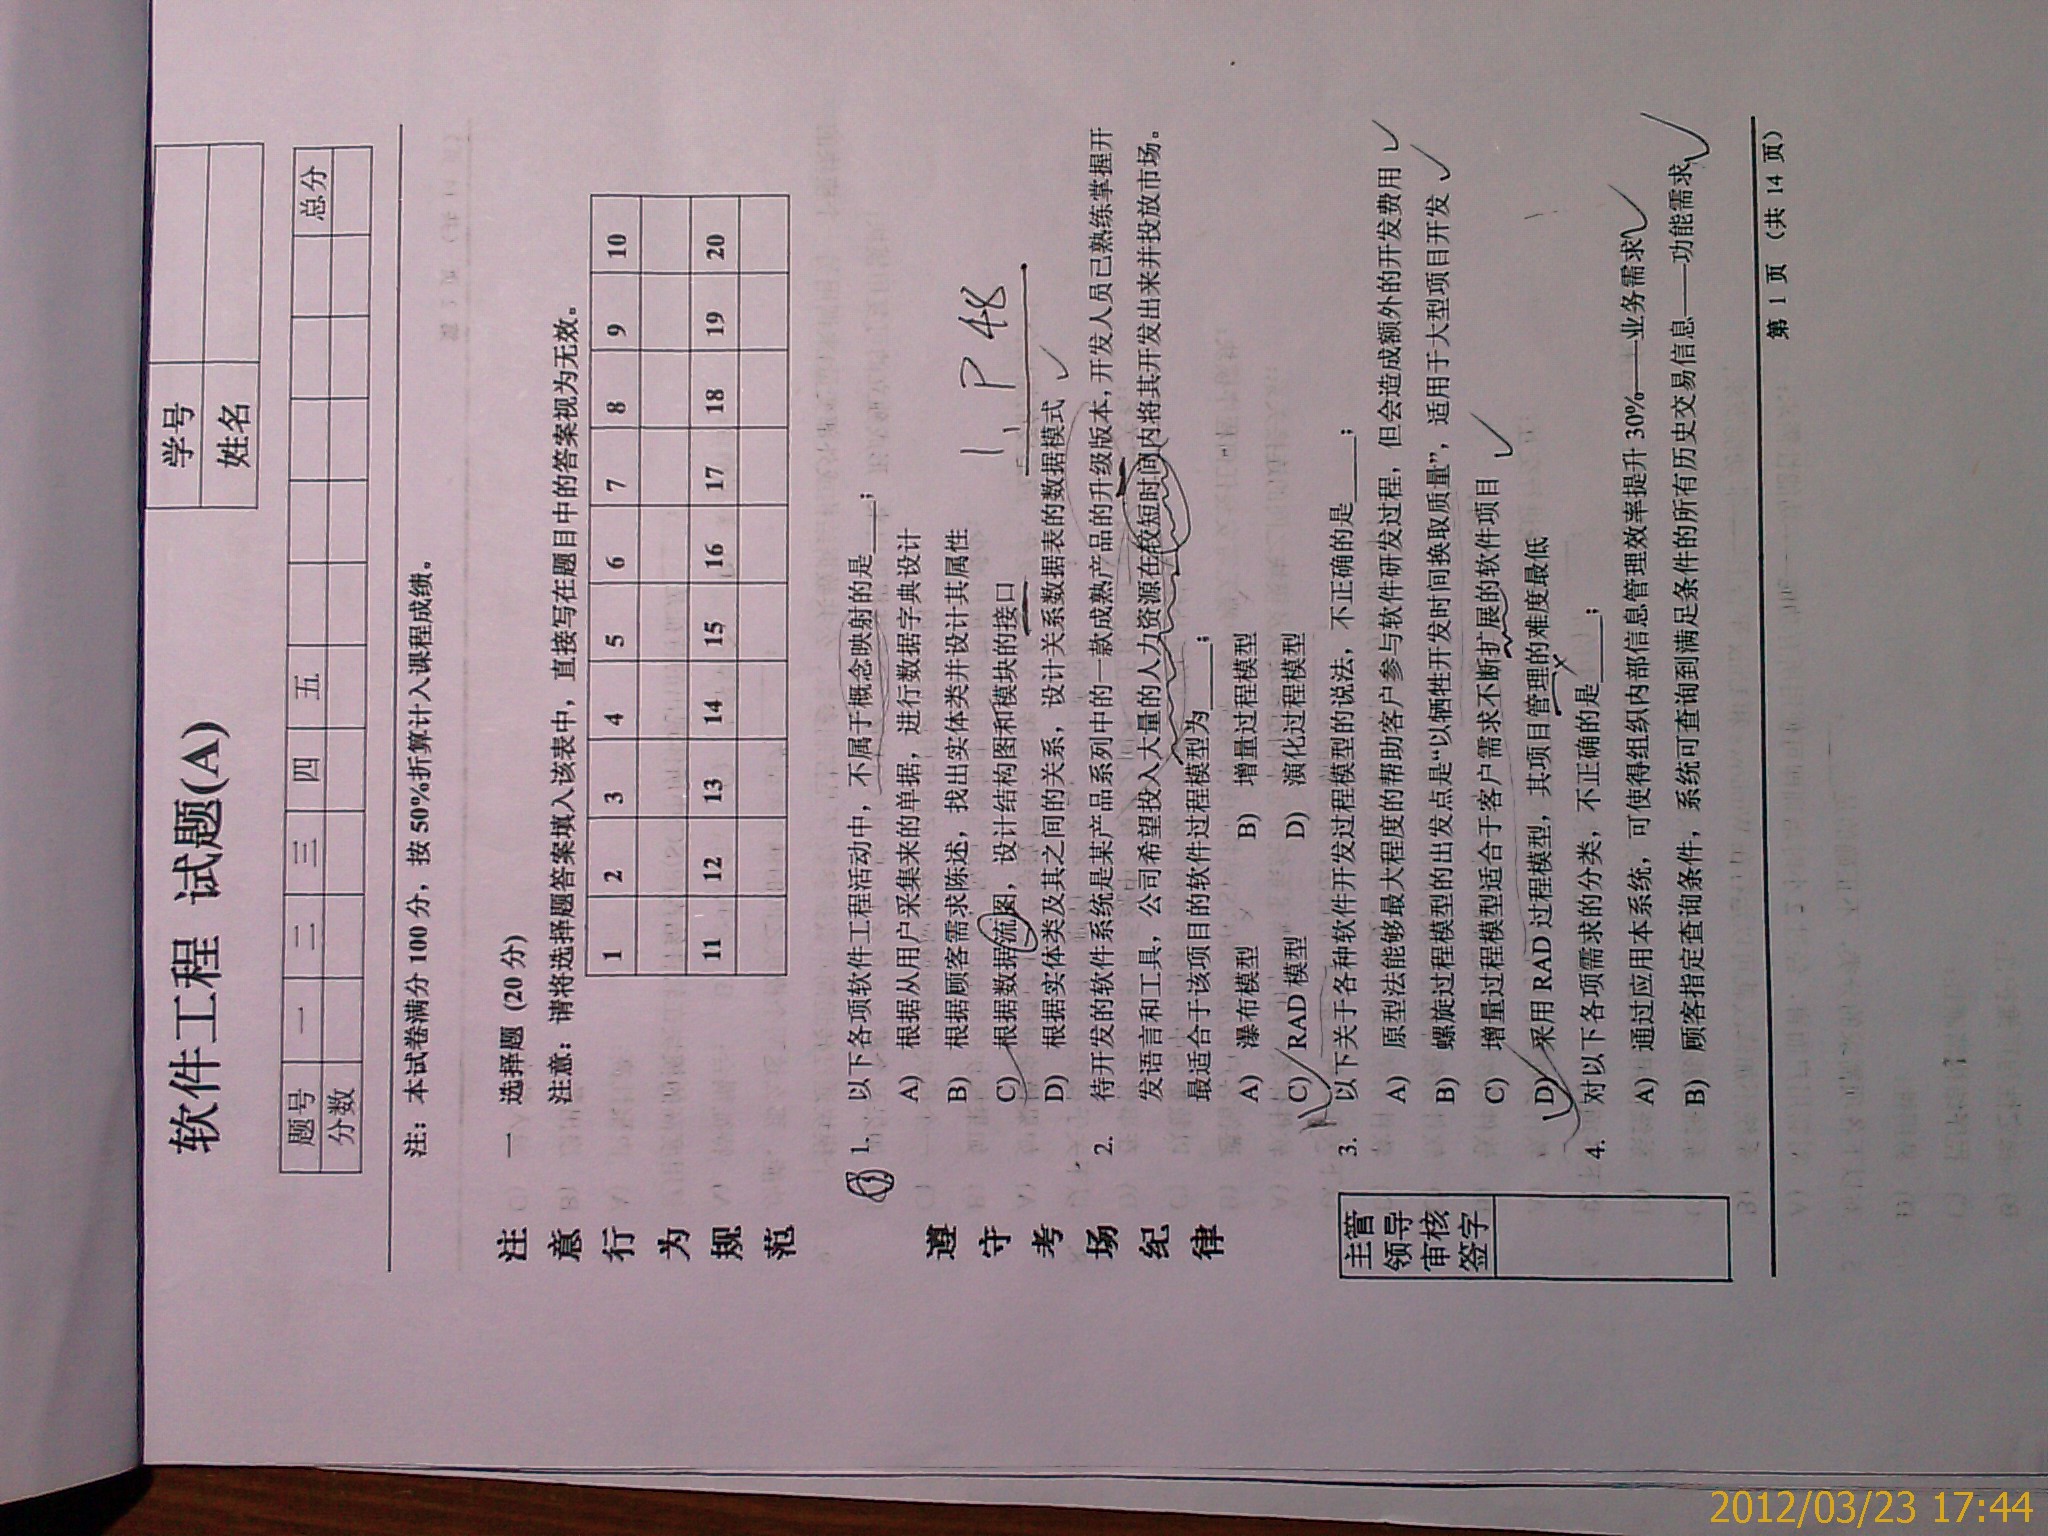 软件工程 试题(A)
学号
姓名
题号 一 二 三 四 五 总分
分数
注：本试卷满分 100 分，按 50%折算计入课程成绩。
注意行为规范
遵守考场纪律
主管领导审核签字
一 选择题 (20 分)
注意：请将选择题答案填入该表中，直接写在题目中的答案视为无效。
1 2 3 4 5 6 7 8 9 10
11 12 13 14 15 16 17 18 19 20
1. 以下各项软件工程活动中，不属于概念映射的是____；
A) 根据从用户采集来的单据，进行数据字典设计
B) 根据顾客需求陈述，找出实体类并设计其属性
C) 根据数据流图，设计结构图和模块的接口
1、P 48
D) 根据实体类及其之间的关系，设计关系数据表的数据模式
2. 待开发的软件系统是某产品系列中的一款成熟产品的升级版本，开发人员已熟练掌握开
发语言和工具，公司希望投入大量的人力资源在较短时间内将其开发出来并投放市场。
最适合于该项目的软件过程模型为____；
A) 瀑布模型 B) 增量过程模型
C) RAD 模型 D) 演化过程模型
3. 以下关于各种软件开发过程模型的说法，不正确的是____；
A) 原型法能够最大程度的帮助客户参与软件研发过程，但会造成额外的开发费用
B) 螺旋过程模型的出发点是“以牺牲开发时间换取质量”，适用于大型项目开发
C) 增量过程模型适合于客户需求不断扩展的软件项目
D) 采用 RAD 过程模型，其项目管理的难度最低
4. 对以下各项需求的分类，不正确的是____；
A) 通过应用本系统，可使得组织内部信息管理效率提升 30%——业务需求
B) 顾客指定查询条件，系统可查询到满足条件的所有历史交易信息——功能需求
第 1 页 （共 14 页）
2012/03/23 17:44